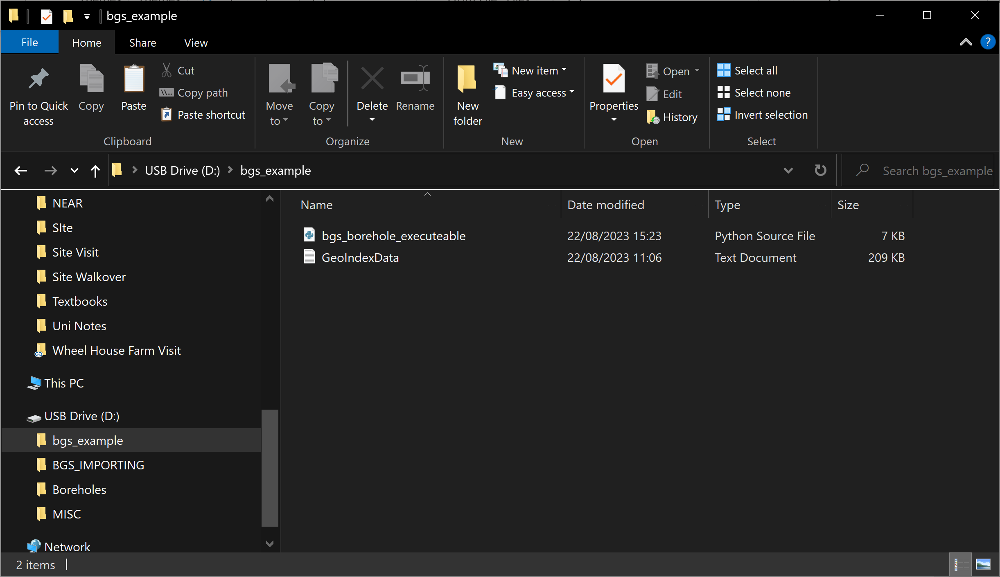 bgs_example
File Home Share View
Pin to Quick access
Copy
Paste
Cut
Copy path
Paste shortcut
Clipboard
Move to
Copy to
Delete
Rename
Organize
New folder
New item
Easy access
New
Properties
Open
Edit
History
Open
Select all
Select none
Invert selection
Select
USB Drive (D:) bgs_example
Search bgs_example
NEAR
SIte
Site Visit
Site Walkover
Textbooks
Uni Notes
Wheel House Farm Visit
This PC
USB Drive (D:)
bgs_example
BGS_IMPORTING
Boreholes
MISC
Network
Name Date modified Type Size
bgs_borehole_executeable 22/08/2023 15:23 Python Source File 7 KB
GeoIndexData 22/08/2023 11:06 Text Document 209 KB
2 items